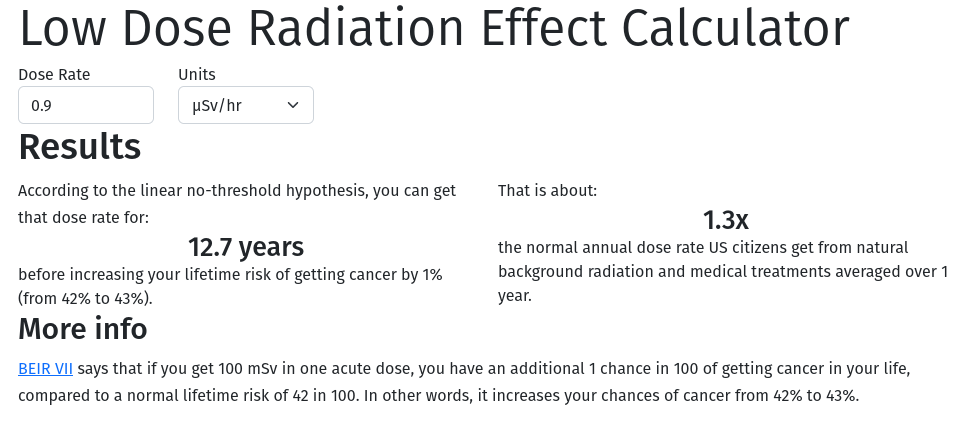 Low Dose Radiation Effect Calculator
Dose Rate
Units
0.9
µSv/hr
Results
According to the linear no-threshold hypothesis, you can get
that dose rate for:
12.7 years
before increasing your lifetime risk of getting cancer by 1%
(from 42% to 43%).
That is about:
1.3x
the normal annual dose rate US citizens get from natural
background radiation and medical treatments averaged over 1
year.
More info
BEIR VII says that if you get 100 mSv in one acute dose, you have an additional 1 chance in 100 of getting cancer in your life,
compared to a normal lifetime risk of 42 in 100. In other words, it increases your chances of cancer from 42% to 43%.